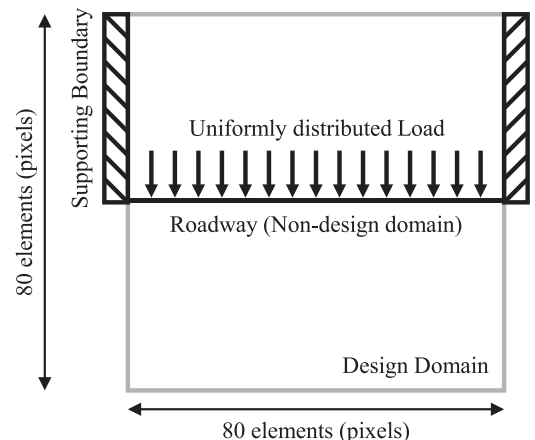 80 elements (pixels)
Supporting Boundary
Uniformly distributed Load
Roadway (Non-design domain)
Design Domain
80 elements (pixels)